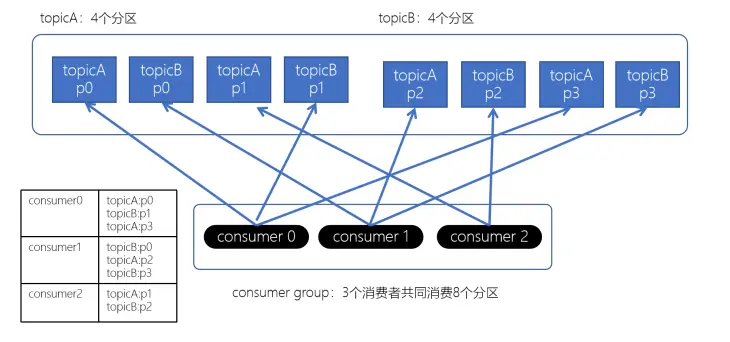 topicA：4个分区
topicB：4个分区
topicA
p0
topicB
p0
topicA
p1
topicB
p1
topicA
p2
topicB
p2
topicA
p3
topicB
p3
consumer0
topicA:p0
topicB:p1
topicA:p3
consumer1
topicB:p0
topicA:p2
topicB:p3
consumer2
topicA:p1
topicB:p2
consumer 0
consumer 1
consumer 2
consumer group：3个消费者共同消费8个分区